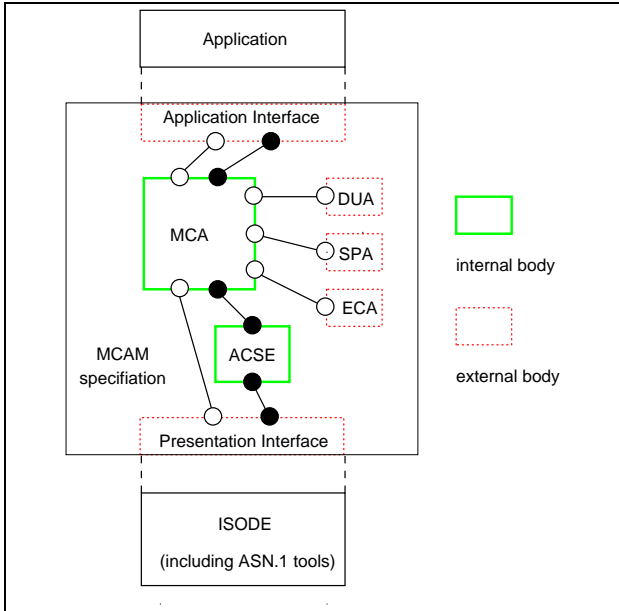 Application
Application Interface
DUA
MCA
SPA
internal body
ECA
MCAM
specifiation
ACSE
external body
Presentation Interface
ISODE
(including ASN.1 tools)